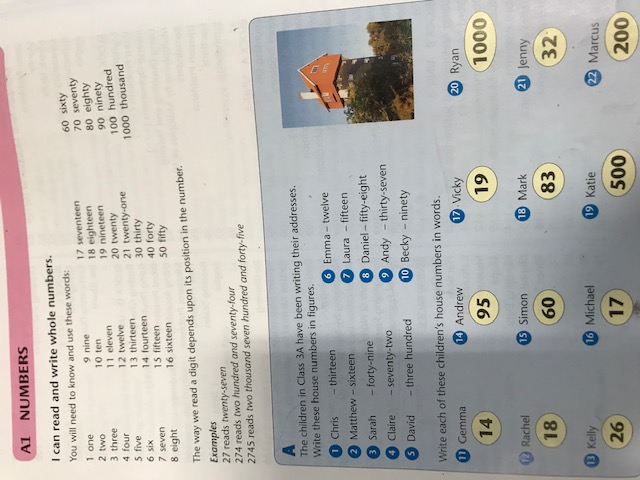 A1 NUMBERS
I can read and write whole numbers.
You will need to know and use these words:
1 one
2 two
3 three
4 four
5 five
6 six
7 seven
8 eight
9 nine
10 ten
11 eleven
12 twelve
13 thirteen
14 fourteen
15 fifteen
16 sixteen
17 seventeen
18 eighteen
19 nineteen
20 twenty
21 twenty-one
30 thirty
40 forty
50 fifty
60 sixty
70 seventy
80 eighty
90 ninety
100 hundred
1000 thousand
The way we read a digit depends upon its position in the number.
Examples
27 reads twenty-seven
274 reads two hundred and seventy-four
2745 reads two thousand seven hundred and forty-five
A
The children in Class 3A have been writing their addresses.
Write these house numbers in figures.
1 Chris – thirteen
2 Matthew – sixteen
3 Sarah – forty-nine
4 Claire – seventy-two
5 David – three hundred
6 Emma – twelve
7 Laura – fifteen
8 Daniel – fifty-eight
9 Andy – thirty-seven
10 Becky – ninety
Write each of these children's house numbers in words.
11 Gemma
14
12 Rachel
18
13 Kelly
26
14 Andrew
95
15 Simon
60
16 Michael
17
17 Vicky
19
18 Mark
83
19 Katie
500
20 Ryan
1000
21 Jenny
32
22 Marcus
200